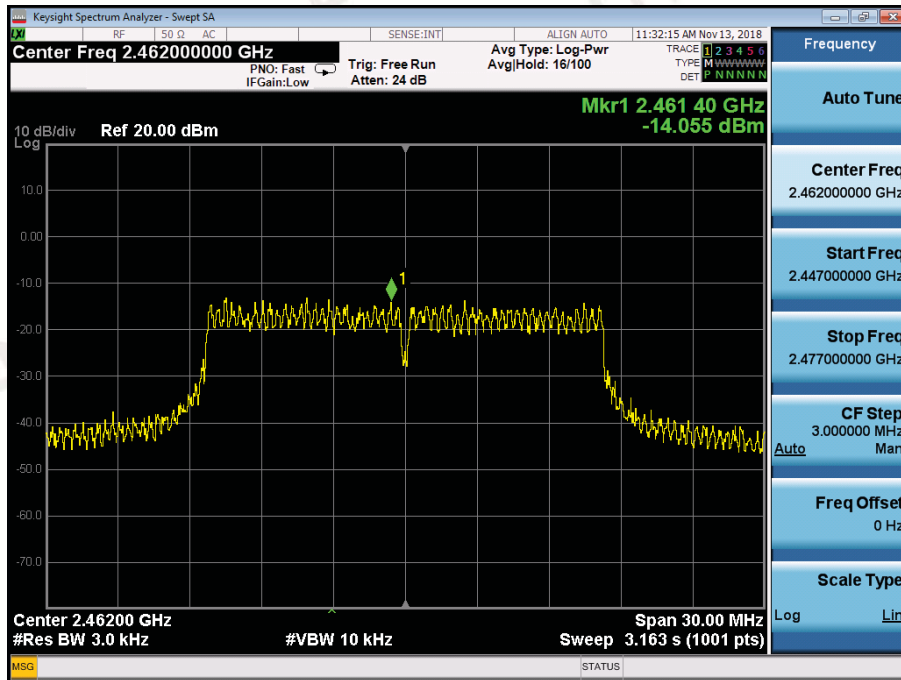 Keysight Spectrum Analyzer - Swept SA
LXI RF 50 Ω AC SENSE:INT ALIGN AUTO 11:32:15 AM Nov 13, 2018
Center Freq 2.462000000 GHz
PNO: Fast
IFGain:Low
Trig: Free Run
Atten: 24 dB
Avg Type: Log-Pwr
Avg|Hold: 16/100
TRACE 1 2 3 4 5 6
TYPE M WWWWW
DET P N N N N N
Mkr1 2.461 40 GHz
-14.055 dBm
10 dB/div Ref 20.00 dBm
Log
10.0
0.00
-10.0
-20.0
-30.0
-40.0
-50.0
-60.0
-70.0
1
Center 2.46200 GHz Span 30.00 MHz
#Res BW 3.0 kHz #VBW 10 kHz Sweep 3.163 s (1001 pts)
MSG STATUS
Frequency
Auto Tune
Center Freq
2.462000000 GHz
Start Freq
2.447000000 GHz
Stop Freq
2.477000000 GHz
CF Step
3.000000 MHz
Auto Man
Freq Offset
0 Hz
Scale Type
Log Lin